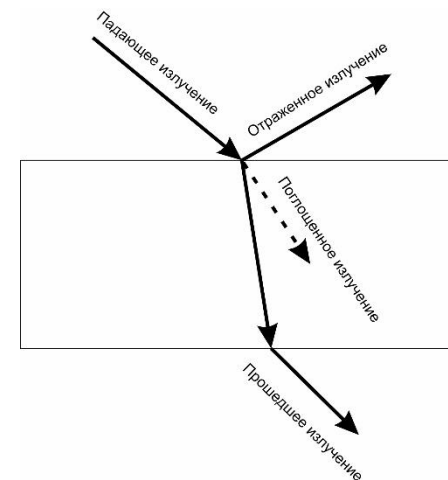 Падающее излучение
Отраженное излучение
Поглощенное излучение
Прошедшее излучение